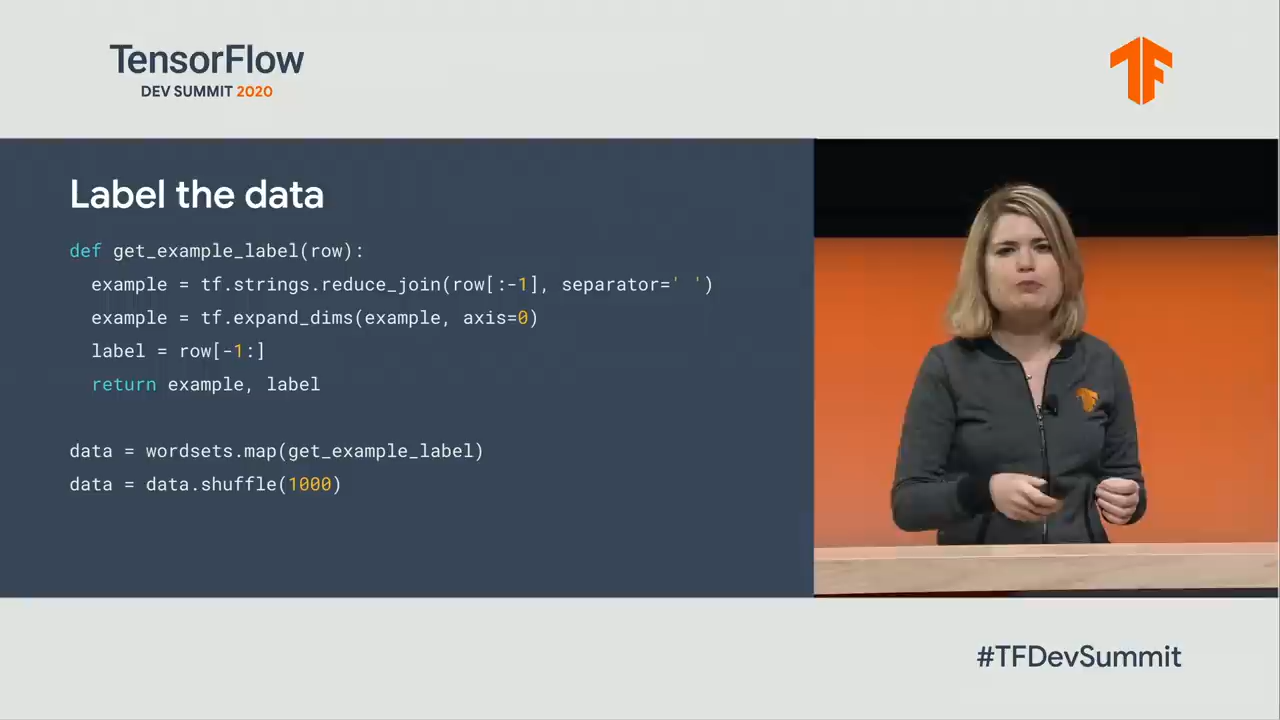 TensorFlow
DEV SUMMIT 2020
Label the data
def get_example_label(row):
  example = tf.strings.reduce_join(row[:-1], separator=' ')
  example = tf.expand_dims(example, axis=0)
  label = row[-1:]
  return example, label

data = wordsets.map(get_example_label)
data = data.shuffle(1000)
#TFDevSummit